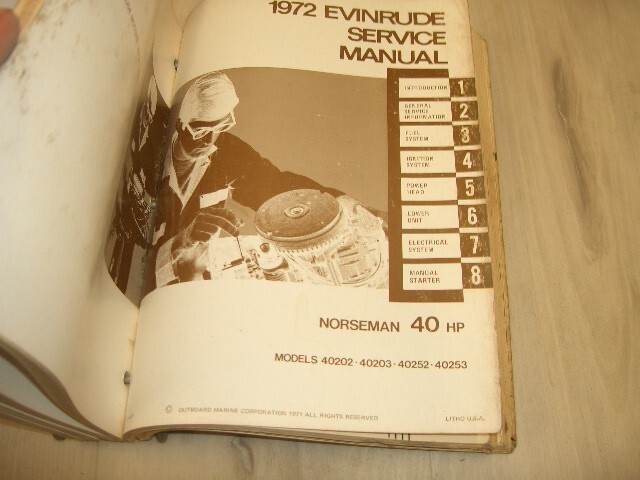 1972 EVINRUDE
SERVICE
MANUAL
INTRODUCTION 1
GENERAL
SERVICE
INFORMATION 2
FUEL
SYSTEM 3
IGNITION
SYSTEM 4
POWER
HEAD 5
LOWER
UNIT 6
ELECTRICAL
SYSTEM 7
MANUAL
STARTER 8
NORSEMAN 40 HP
MODELS 40202 · 40203 · 40252 · 40253
© OUTBOARD MARINE CORPORATION 1971 ALL RIGHTS RESERVED
LITHO U.S.A.